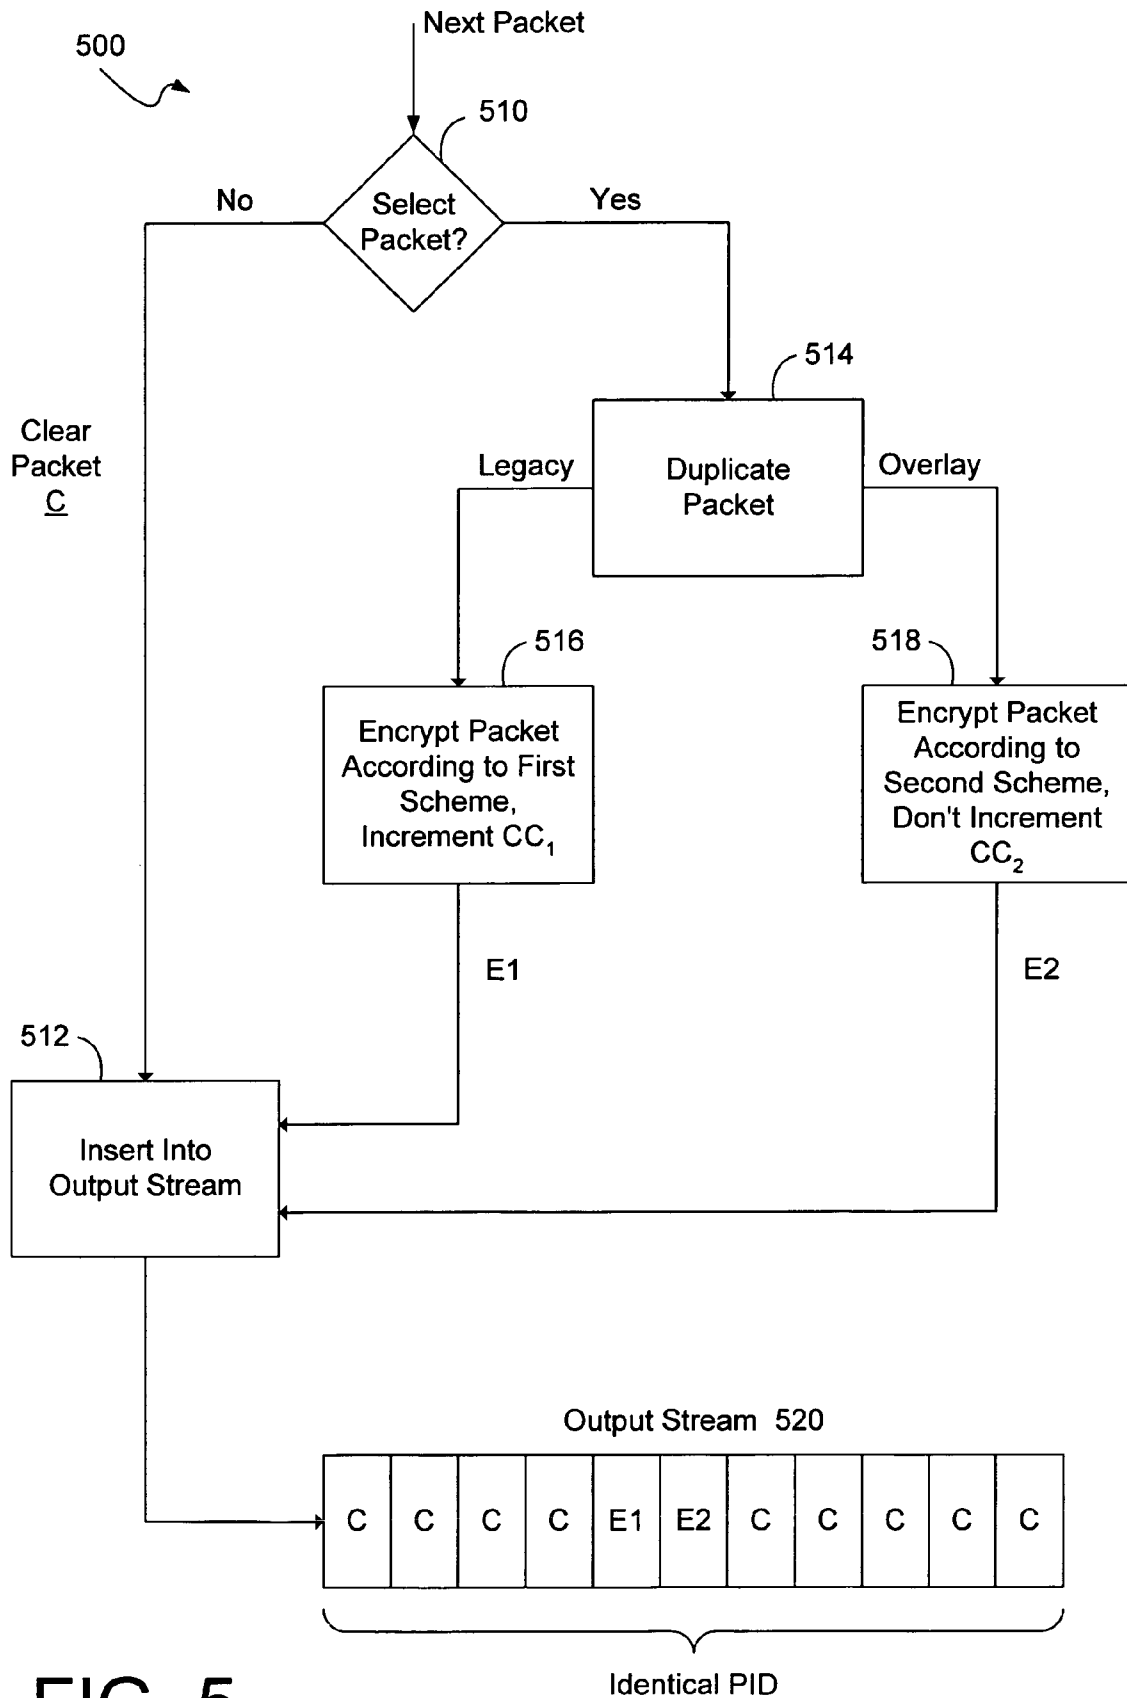 Next Packet
500
510
No
Yes
Select
Packet?
514
Clear
Packet
C
Legacy
Duplicate
Packet
Overlay
516
518
Encrypt Packet
According to First
Scheme,
Increment CC1
Encrypt Packet
According to
Second Scheme,
Don't Increment
CC2
E1
E2
512
Insert Into
Output Stream
Output Stream 520
C C C C E1 E2 C C C C C
Identical PID
FIG. 5